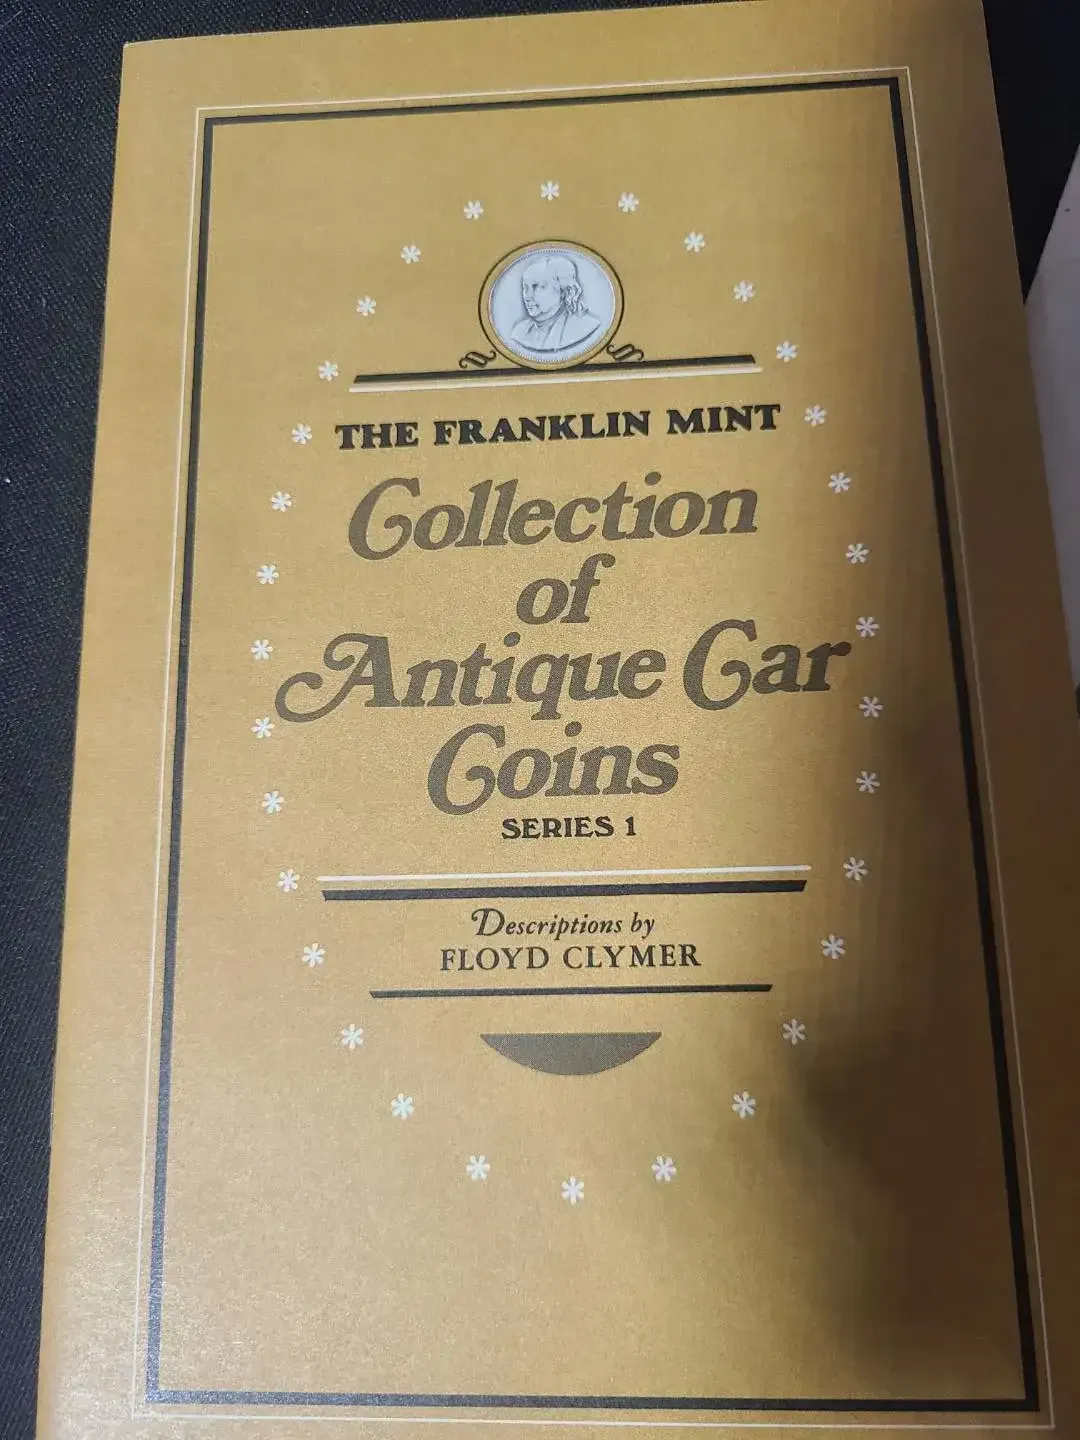 THE FRANKLIN MINT
Collection
of
Antique Car
Coins
SERIES 1
Descriptions by
FLOYD CLYMER